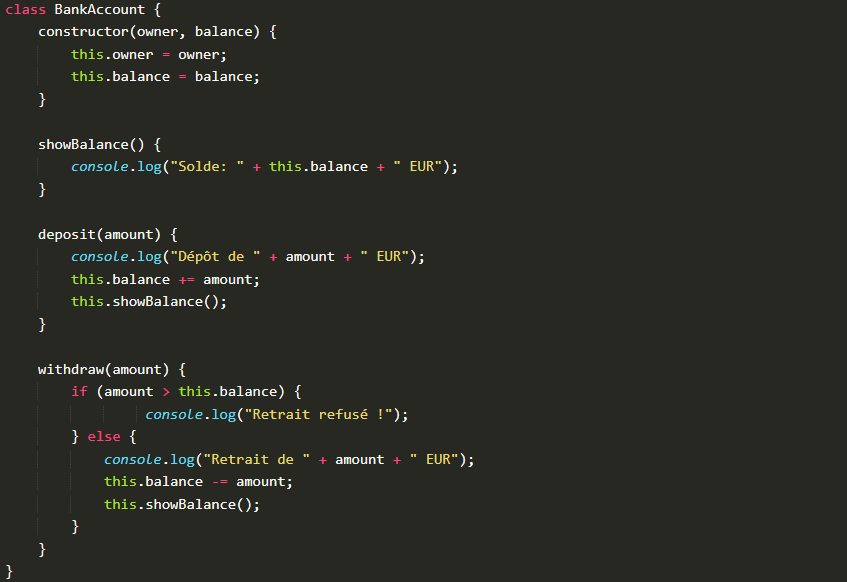 class BankAccount {
    constructor(owner, balance) {
        this.owner = owner;
        this.balance = balance;
    }

    showBalance() {
        console.log("Solde: " + this.balance + " EUR");
    }

    deposit(amount) {
        console.log("Dépôt de " + amount + " EUR");
        this.balance += amount;
        this.showBalance();
    }

    withdraw(amount) {
        if (amount > this.balance) {
                 console.log("Retrait refusé !");
        } else {
            console.log("Retrait de " + amount + " EUR");
            this.balance -= amount;
            this.showBalance();
        }
    }
}